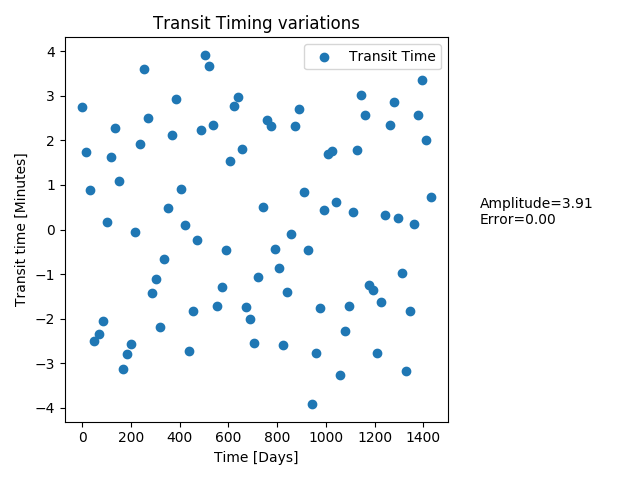 Transit Timing variations
Transit Time
4
3
2
1
0
−1
−2
−3
−4
Transit time [Minutes]
Amplitude=3.91
Error=0.00
0 200 400 600 800 1000 1200 1400
Time [Days]